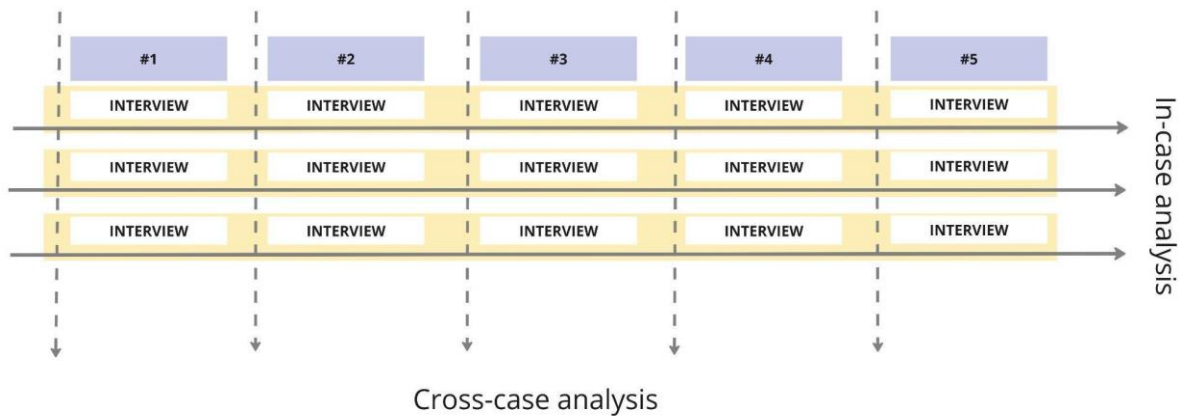 #1 #2 #3 #4 #5
INTERVIEW INTERVIEW INTERVIEW INTERVIEW INTERVIEW
INTERVIEW INTERVIEW INTERVIEW INTERVIEW INTERVIEW
INTERVIEW INTERVIEW INTERVIEW INTERVIEW INTERVIEW
In-case analysis
Cross-case analysis